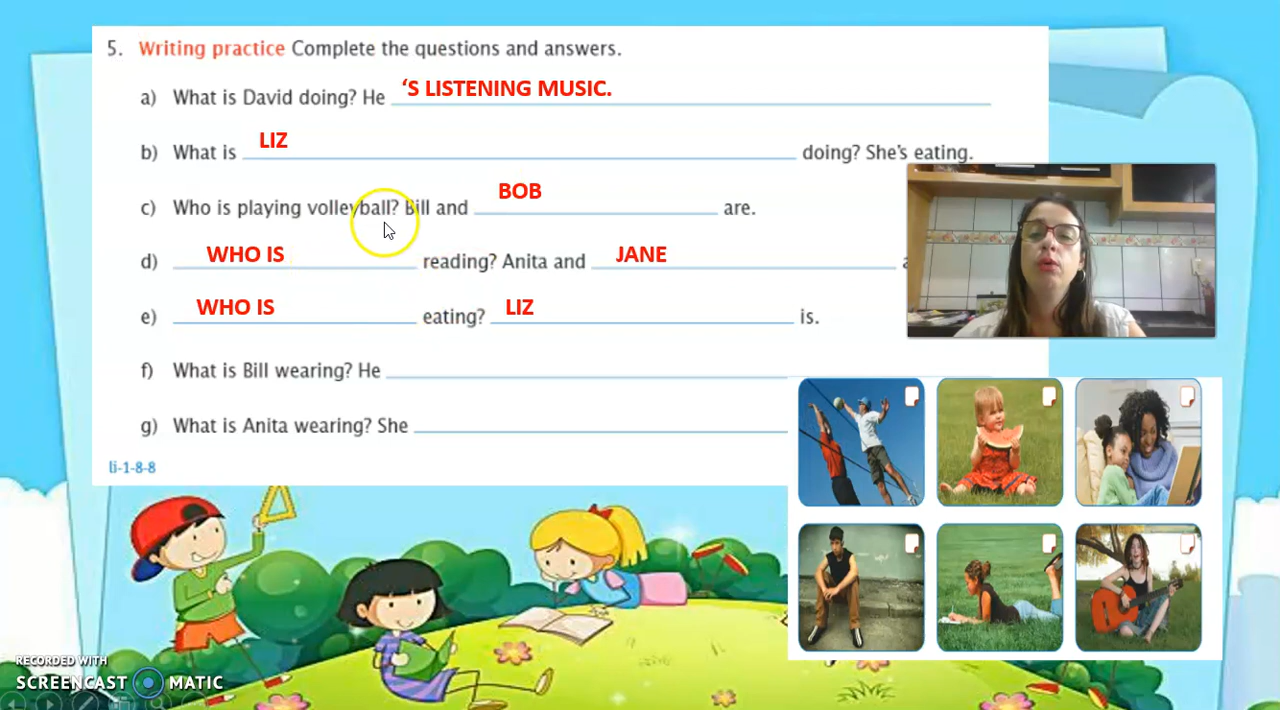 5. Writing practice Complete the questions and answers.
a) What is David doing? He ‘S LISTENING MUSIC.
b) What is LIZ doing? She's eating.
c) Who is playing volleyball? Bill and BOB are.
d) WHO IS reading? Anita and JANE
e) WHO IS eating? LIZ is.
f) What is Bill wearing? He
g) What is Anita wearing? She
li-1-8-8
RECORDED WITH
SCREENCAST MATIC